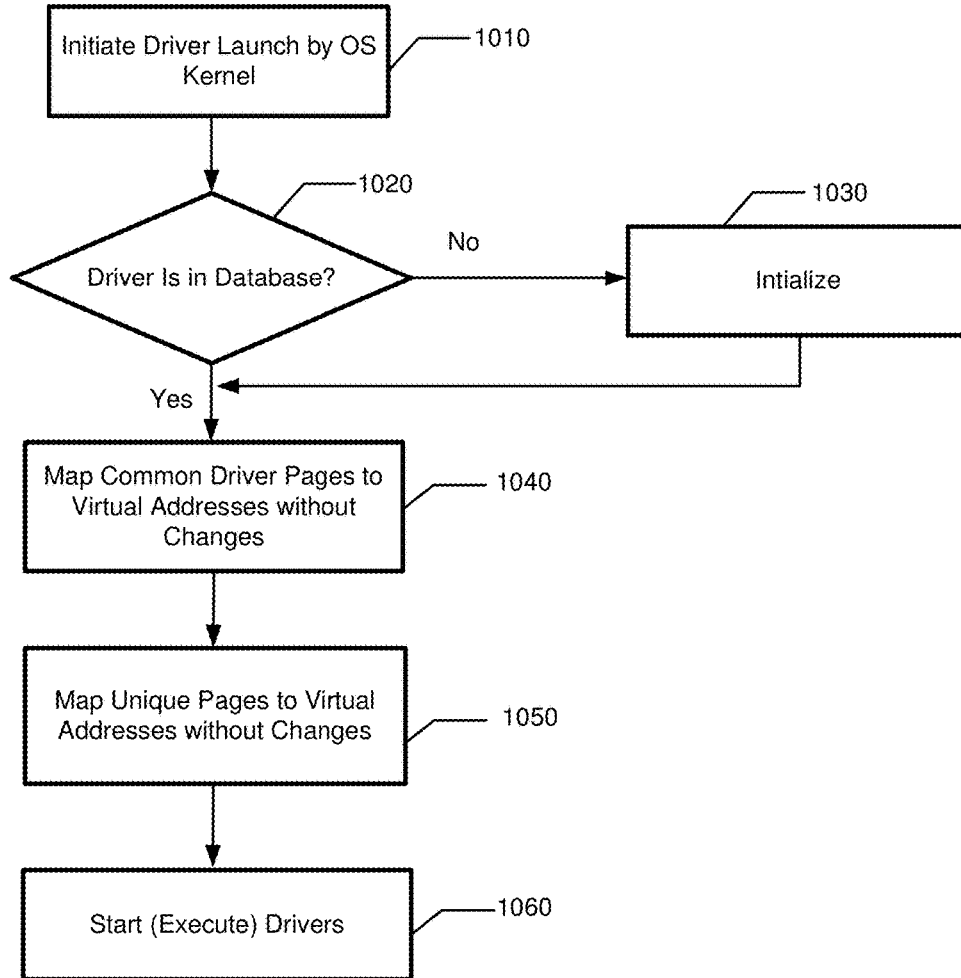 Initiate Driver Launch by OS
Kernel
1010
1020
Driver Is in Database?
No
1030
Intialize
Yes
Map Common Driver Pages to
Virtual Addresses without
Changes
1040
Map Unique Pages to Virtual
Addresses without Changes
1050
Start (Execute) Drivers
1060